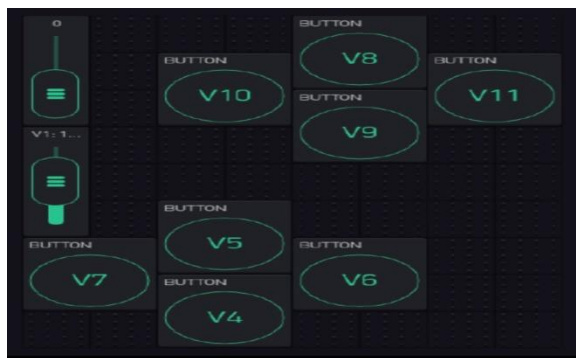 0
BUTTON
V8
BUTTON
V10
BUTTON
V11
BUTTON
V9
V1: 1...
BUTTON
V5
BUTTON
V7
BUTTON
V6
BUTTON
V4